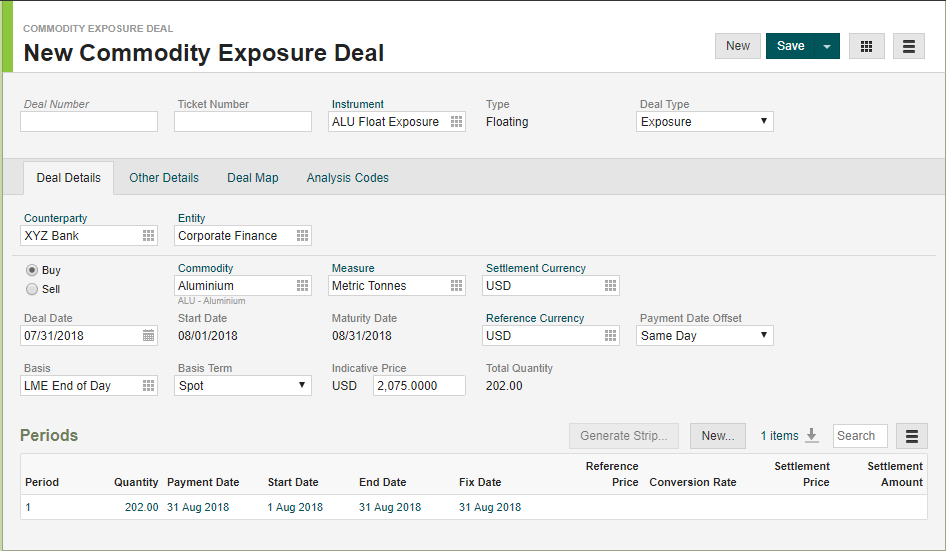 COMMODITY EXPOSURE DEAL
New Commodity Exposure Deal
New Save
Deal Number Ticket Number Instrument Type Deal Type
ALU Float Exposure Floating Exposure
Deal Details Other Details Deal Map Analysis Codes
Counterparty Entity
XYZ Bank Corporate Finance
Buy Commodity Measure Settlement Currency
Sell Aluminium Metric Tonnes USD
ALU - Aluminium
Deal Date Start Date Maturity Date Reference Currency Payment Date Offset
07/31/2018 08/01/2018 08/31/2018 USD Same Day
Basis Basis Term Indicative Price Total Quantity
LME End of Day Spot USD 2,075.0000 202.00
Periods Generate Strip... New... 1 items Search
Period Quantity Payment Date Start Date End Date Fix Date Reference Price Conversion Rate Settlement Price Settlement Amount
1 202.00 31 Aug 2018 1 Aug 2018 31 Aug 2018 31 Aug 2018